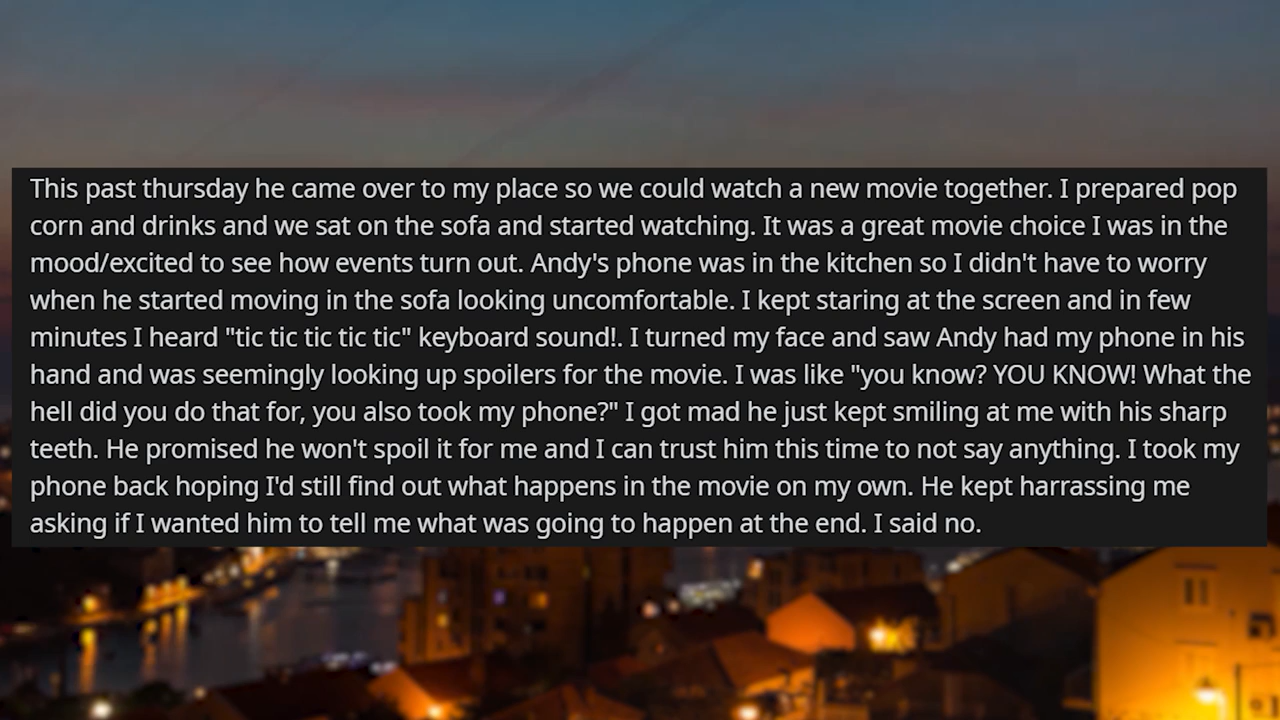 This past thursday he came over to my place so we could watch a new movie together. I prepared pop
corn and drinks and we sat on the sofa and started watching. It was a great movie choice I was in the
mood/excited to see how events turn out. Andy's phone was in the kitchen so I didn't have to worry
when he started moving in the sofa looking uncomfortable. I kept staring at the screen and in few
minutes I heard "tic tic tic tic tic" keyboard sound!. I turned my face and saw Andy had my phone in his
hand and was seemingly looking up spoilers for the movie. I was like "you know? YOU KNOW! What the
hell did you do that for, you also took my phone?" I got mad he just kept smiling at me with his sharp
teeth. He promised he won't spoil it for me and I can trust him this time to not say anything. I took my
phone back hoping I'd still find out what happens in the movie on my own. He kept harrassing me
asking if I wanted him to tell me what was going to happen at the end. I said no.